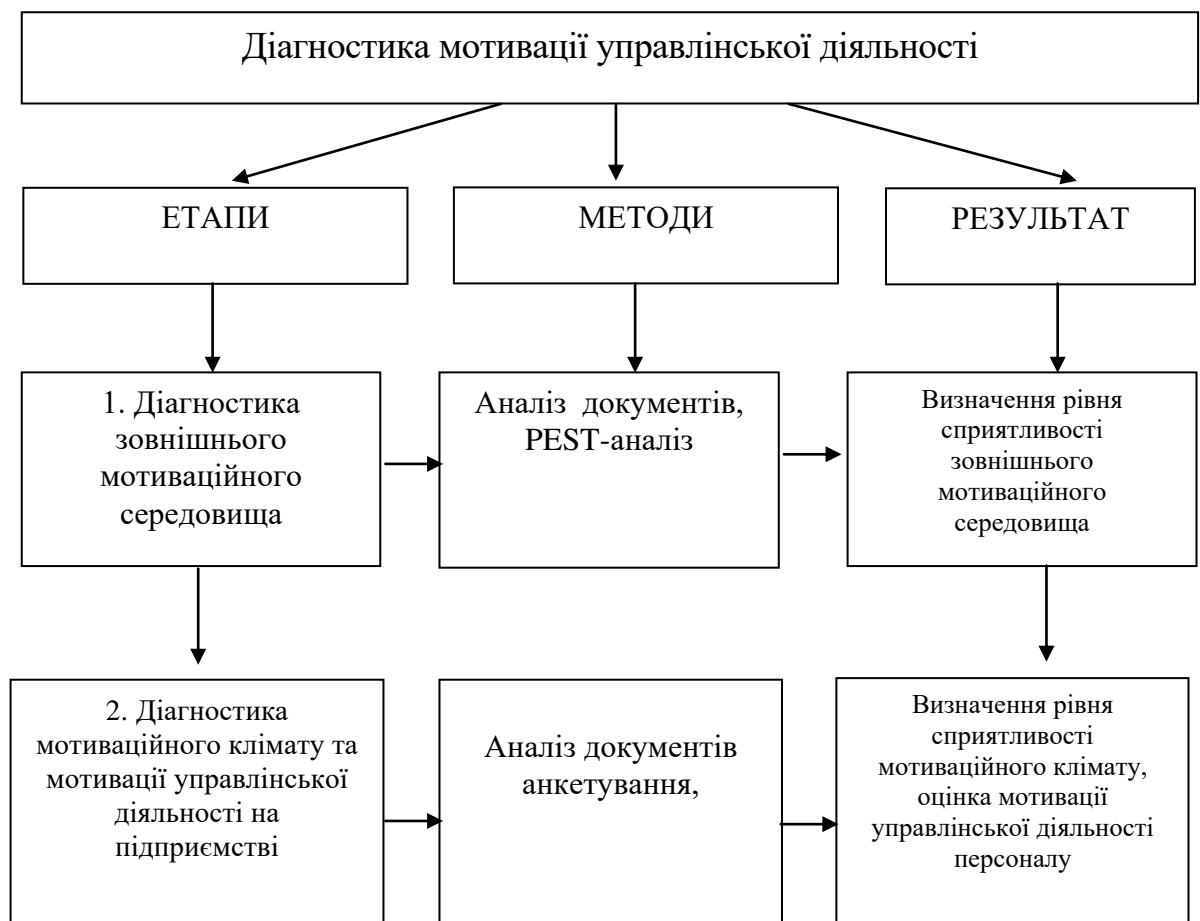 Діагностика мотивації управлінської діяльності
ЕТАПИ
МЕТОДИ
РЕЗУЛЬТАТ
1. Діагностика
зовнішнього
мотиваційного
середовища
Аналіз документів,
PEST-аналіз
Визначення рівня
сприятливості
зовнішнього
мотиваційного
середовища
2. Діагностика
мотиваційного клімату та
мотивації управлінської
діяльності на
підприємстві
Аналіз документів
анкетування,
Визначення рівня
сприятливості
мотиваційного клімату,
оцінка мотивації
управлінської діяльності
персоналу